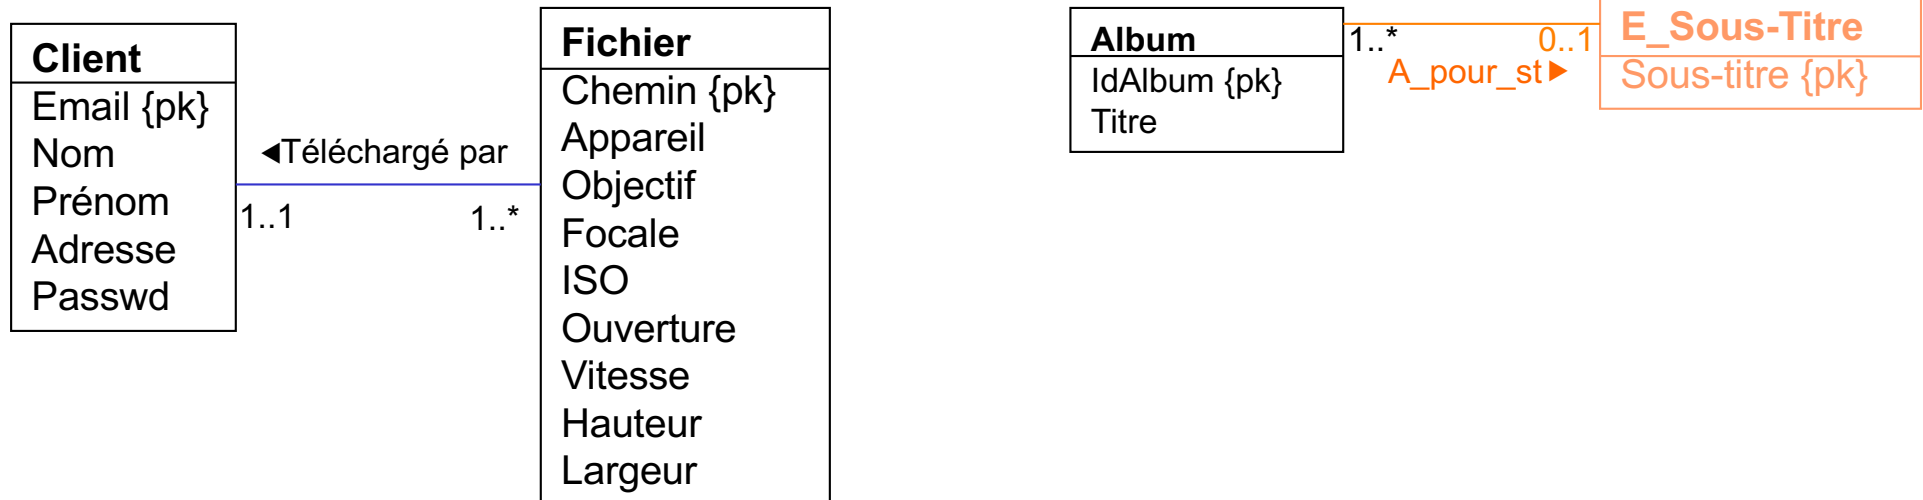 Client
Email {pk}
Nom
Prénom
Adresse
Passwd
◀Téléchargé par
1..1
1..*
Fichier
Chemin {pk}
Appareil
Objectif
Focale
ISO
Ouverture
Vitesse
Hauteur
Largeur
Album
IdAlbum {pk}
Titre
1..*
0..1
A_pour_st▶
E_Sous-Titre
Sous-titre {pk}